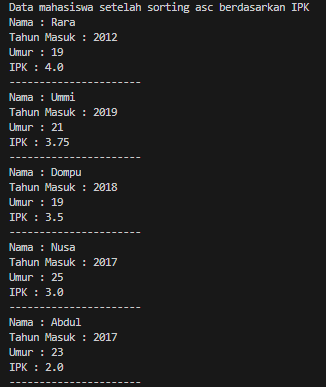 Data mahasiswa setelah sorting asc berdasarkan IPK
Nama : Rara
Tahun Masuk : 2012
Umur : 19
IPK : 4.0
----------------------
Nama : Ummi
Tahun Masuk : 2019
Umur : 21
IPK : 3.75
----------------------
Nama : Dompu
Tahun Masuk : 2018
Umur : 19
IPK : 3.5
----------------------
Nama : Nusa
Tahun Masuk : 2017
Umur : 25
IPK : 3.0
----------------------
Nama : Abdul
Tahun Masuk : 2017
Umur : 23
IPK : 2.0
----------------------